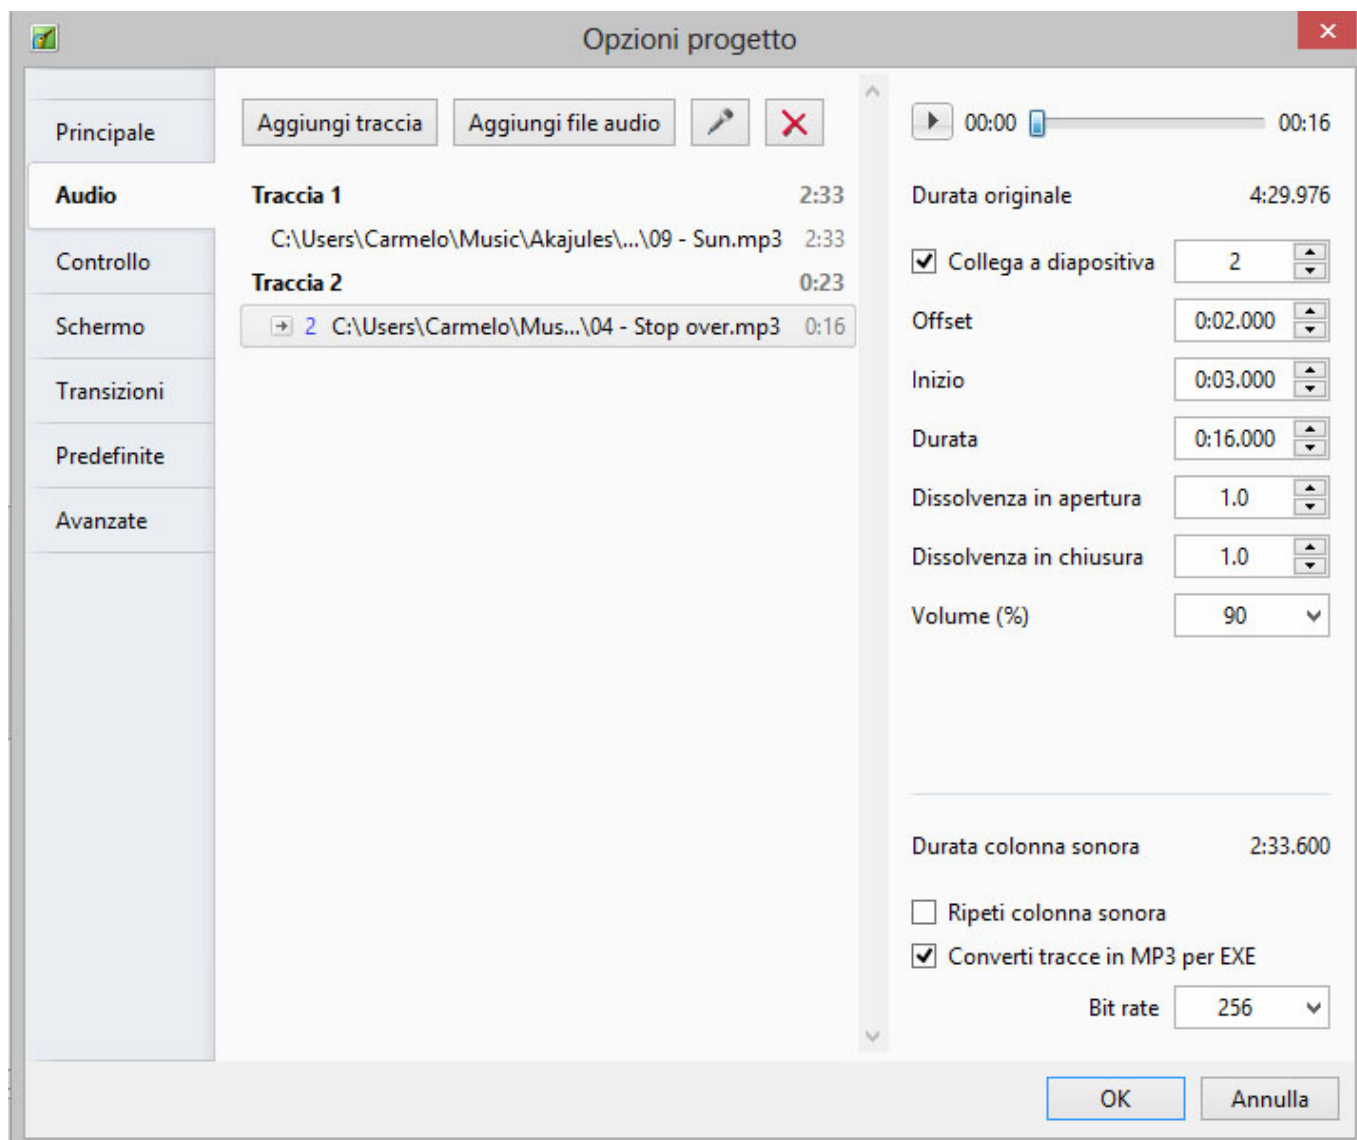 Opzioni progetto
Principale
Audio
Controllo
Schermo
Transizioni
Predefinite
Avanzate
Aggiungi traccia Aggiungi file audio
Traccia 1 2:33
C:\Users\Carmelo\Music\Akajules\...\09 - Sun.mp3 2:33
Traccia 2 0:23
2 C:\Users\Carmelo\Mus...\04 - Stop over.mp3 0:16
00:00 00:16
Durata originale 4:29.976
Collega a diapositiva 2
Offset 0:02.000
Inizio 0:03.000
Durata 0:16.000
Dissolvenza in apertura 1.0
Dissolvenza in chiusura 1.0
Volume (%) 90
Durata colonna sonora 2:33.600
Ripeti colonna sonora
Converti tracce in MP3 per EXE
Bit rate 256
OK Annulla